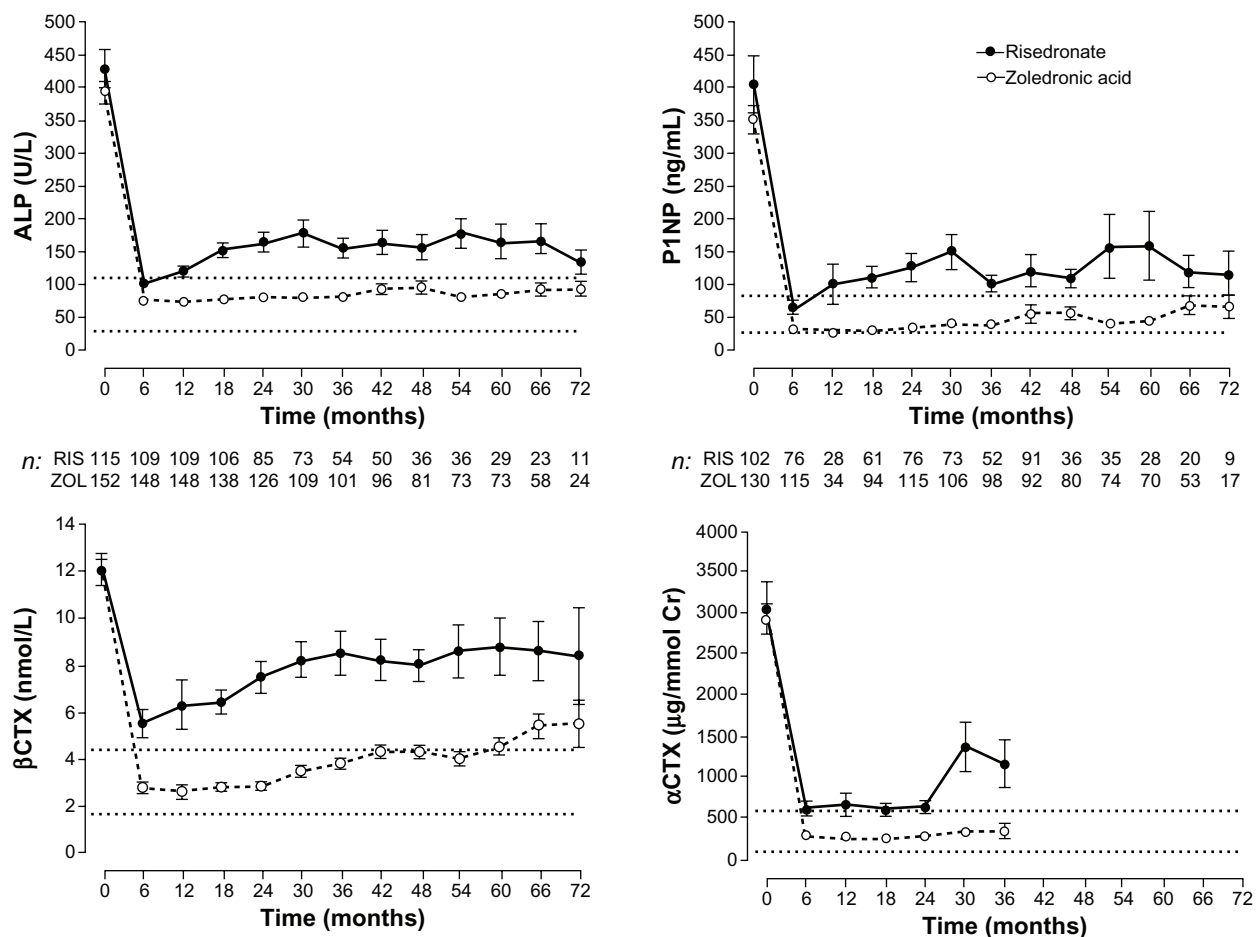 500
450
400
350
300
250
200
150
100
50
0
ALP (U/L)
0 6 12 18 24 30 36 42 48 54 60 66 72
Time (months)
n: RIS 115 109 109 106 85 73 54 50 36 36 29 23 11
ZOL 152 148 148 138 126 109 101 96 81 73 73 58 24
500
450
400
350
300
250
200
150
100
50
0
P1NP (ng/mL)
Risedronate
Zoledronic acid
0 6 12 18 24 30 36 42 48 54 60 66 72
Time (months)
n: RIS 102 76 28 61 76 73 52 91 36 35 28 20 9
ZOL 130 115 34 94 115 106 98 92 80 74 70 53 17
14
12
10
8
6
4
2
0
βCTX (nmol/L)
0 6 12 18 24 30 36 42 48 54 60 66 72
Time (months)
4000
3500
3000
2500
2000
1500
1000
500
0
αCTX (μg/mmol Cr)
0 6 12 18 24 30 36 42 48 54 60 66 72
Time (months)